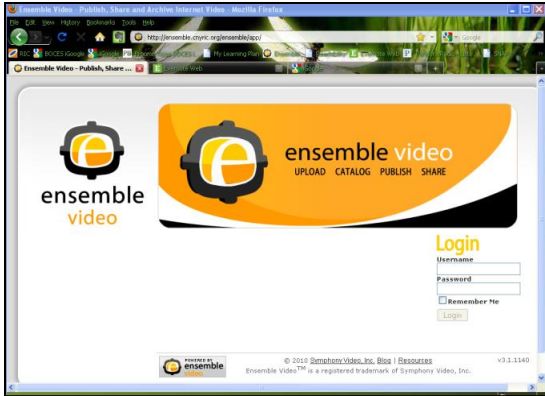 Ensemble Video - Publish, Share and Archive Internet Video - Mozilla Firefox
File Edit View History Bookmarks Tools Help
http://ensemble.cnyric.org/ensemble/app/
Google
RIC BOCES iGoogle
My Learning Plan
Ensemble Video - Publish, Share ...
Evernote Web
ensemble
video
ensemble video
UPLOAD CATALOG PUBLISH SHARE
Login
Username
Password
Remember Me
Login
POWERED BY
ensemble
video
© 2010 Symphony Video, Inc. Blog | Resources
v3.1.1140
Ensemble Video™ is a registered trademark of Symphony Video, Inc.